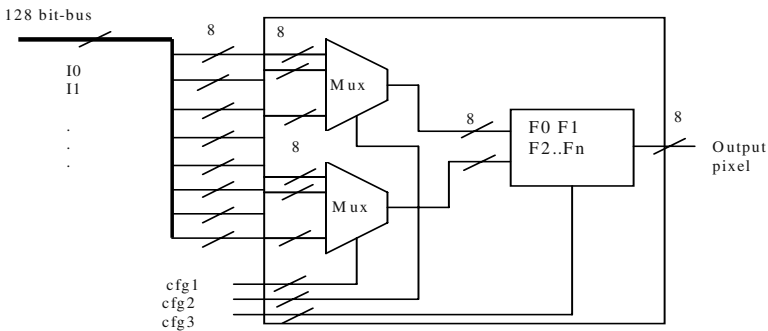 128 bit-bus
8
8
I0
I1
.
.
.
Mux
8
F0 F1
F2..Fn
8
Output
pixel
8
Mux
cfg1
cfg2
cfg3